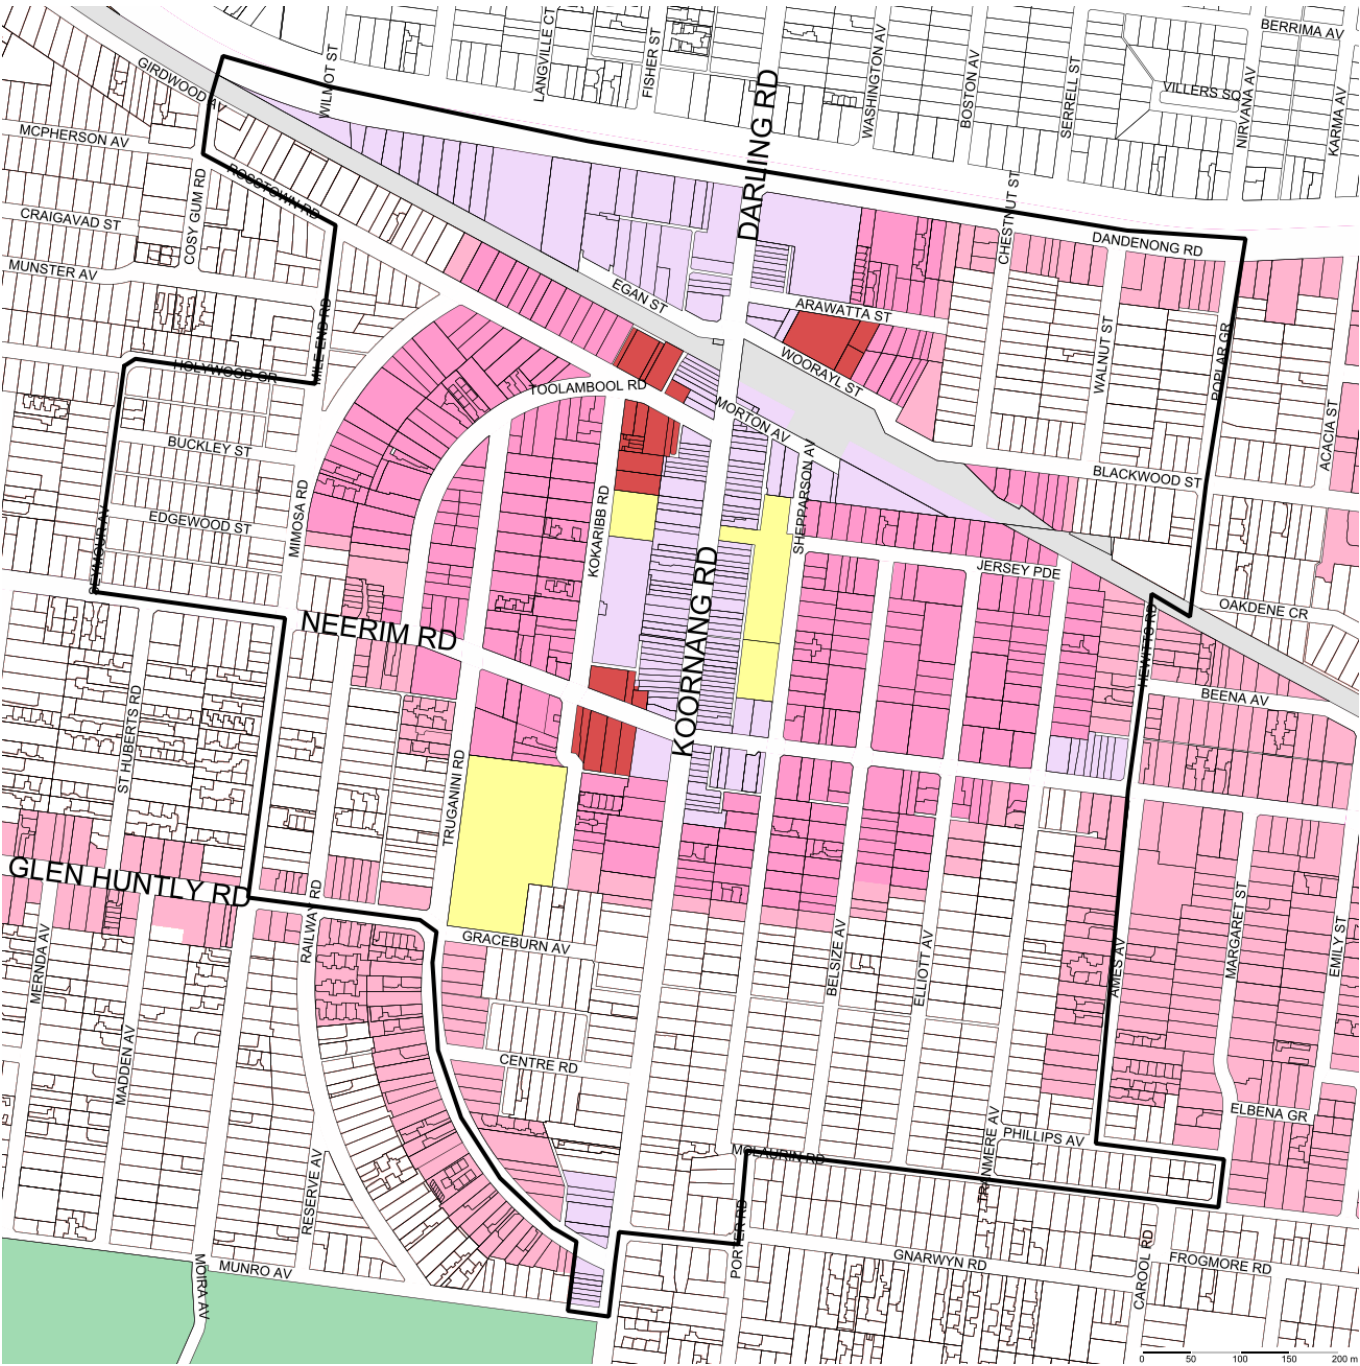 BERRIMA AV
LANGVILLE CT
FISHER ST
WASHINGTON AV
BOSTON AV
SERRELL ST
VILLERS SQ
NIRVANA AV
KARMA AV
WILMOT ST
GIRDWOOD AV
DARLING RD
MCPHERSON AV
ROSSTOWN RD
COSY GUM RD
CRAIGAVAD ST
MUNSTER AV
CHESTNUT ST
DANDENONG RD
EGAN ST
ARAWATTA ST
WOORAYL ST
WALNUT ST
POPLAR GR
MILE END RD
HOLYWOOD GR
TOOLAMBOOL RD
MORTON AV
ACACIA ST
BUCKLEY ST
BLACKWOOD ST
EDGEWOOD ST
MIMOSA RD
SEYMOUR AV
KOKARIBB RD
SHEPPARSON AV
JERSEY PDE
OAKDENE CR
NEERIM RD
KOORNANG RD
HEWITTS RD
BEENA AV
ST HUBERTS RD
TRUGANINI RD
GLEN HUNTLY RD
RAILWAY RD
MERNDA AV
GRACEBURN AV
BELSIZE AV
ELLIOTT AV
AMES AV
MARGARET ST
EMILY ST
MADDEN AV
CENTRE RD
ELBENA GR
PHILLIPS AV
TRANMERE AV
MCLAURIN RD
RESERVE AV
PORTER RD
GNARWYN RD
CAROOL RD
FROGMORE RD
MOIRA AV
MUNRO AV
0 50 100 150 200 m